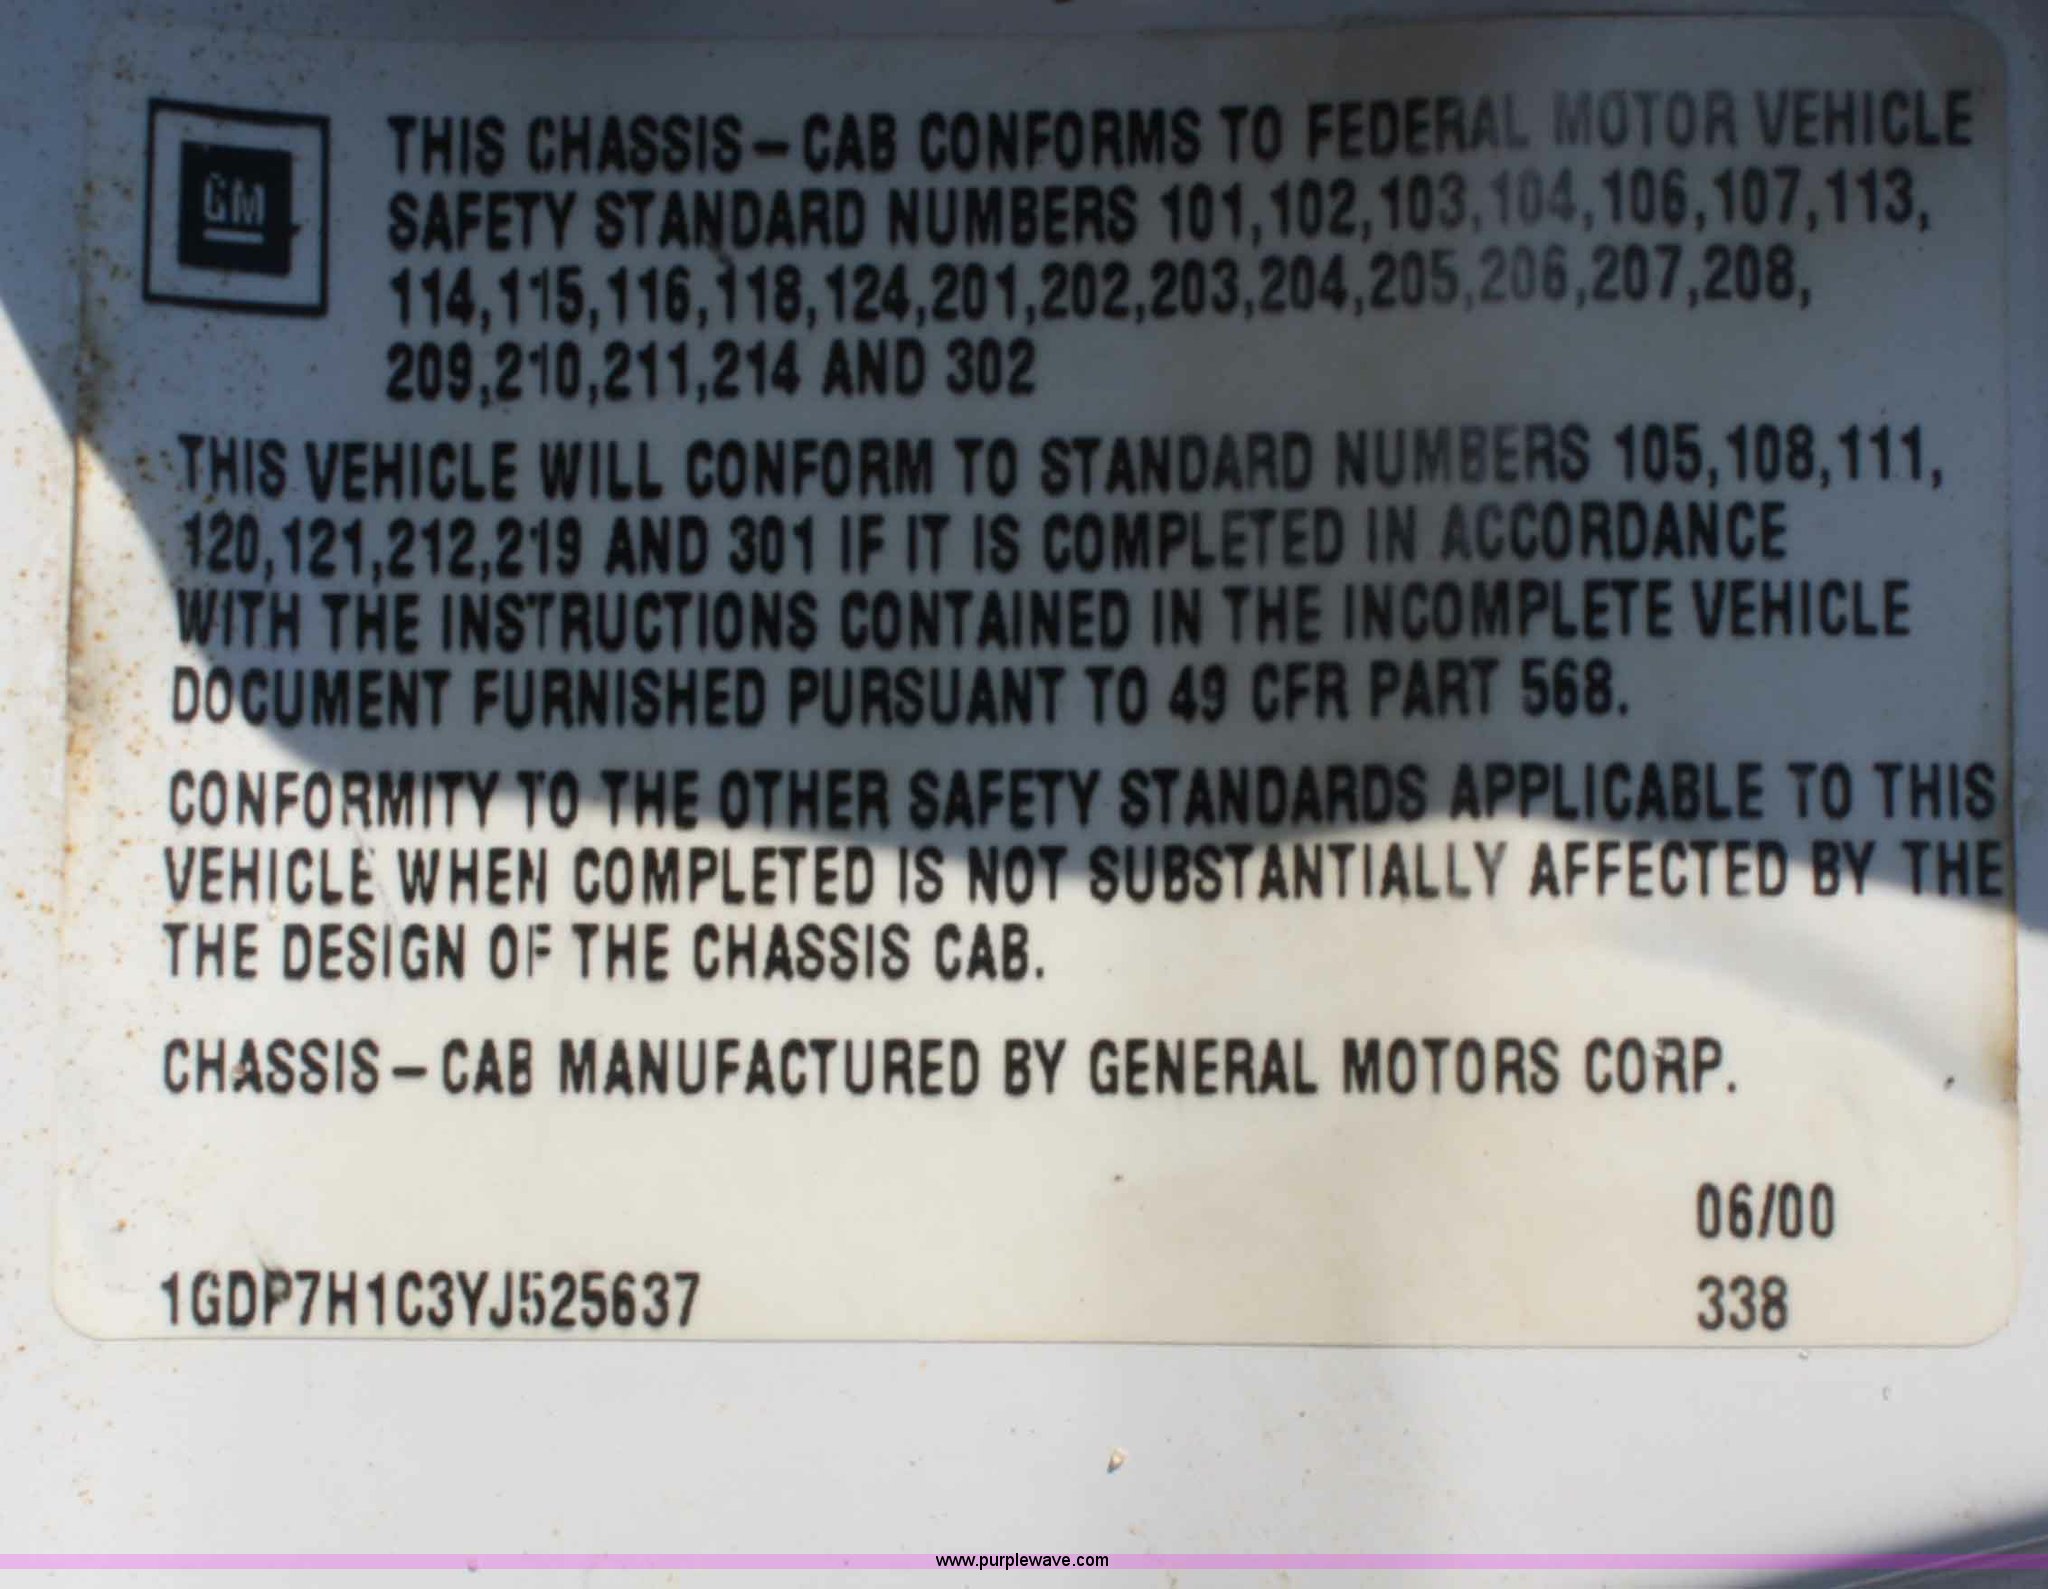 GM
THIS CHASSIS-CAB CONFORMS TO FEDERAL MOTOR VEHICLE
SAFETY STANDARD NUMBERS 101,102,103,104,106,107,113,
114,115,116,118,124,201,202,203,204,205,206,207,208,
209,210,211,214 AND 302
THIS VEHICLE WILL CONFORM TO STANDARD NUMBERS 105,108,111,
120,121,212,219 AND 301 IF IT IS COMPLETED IN ACCORDANCE
WITH THE INSTRUCTIONS CONTAINED IN THE INCOMPLETE VEHICLE
DOCUMENT FURNISHED PURSUANT TO 49 CFR PART 568.
CONFORMITY TO THE OTHER SAFETY STANDARDS APPLICABLE TO THIS
VEHICLE WHEN COMPLETED IS NOT SUBSTANTIALLY AFFECTED BY THE
THE DESIGN OF THE CHASSIS CAB.
CHASSIS-CAB MANUFACTURED BY GENERAL MOTORS CORP.
06/00
1GDP7H1C3YJ525637 338
www.purplewave.com